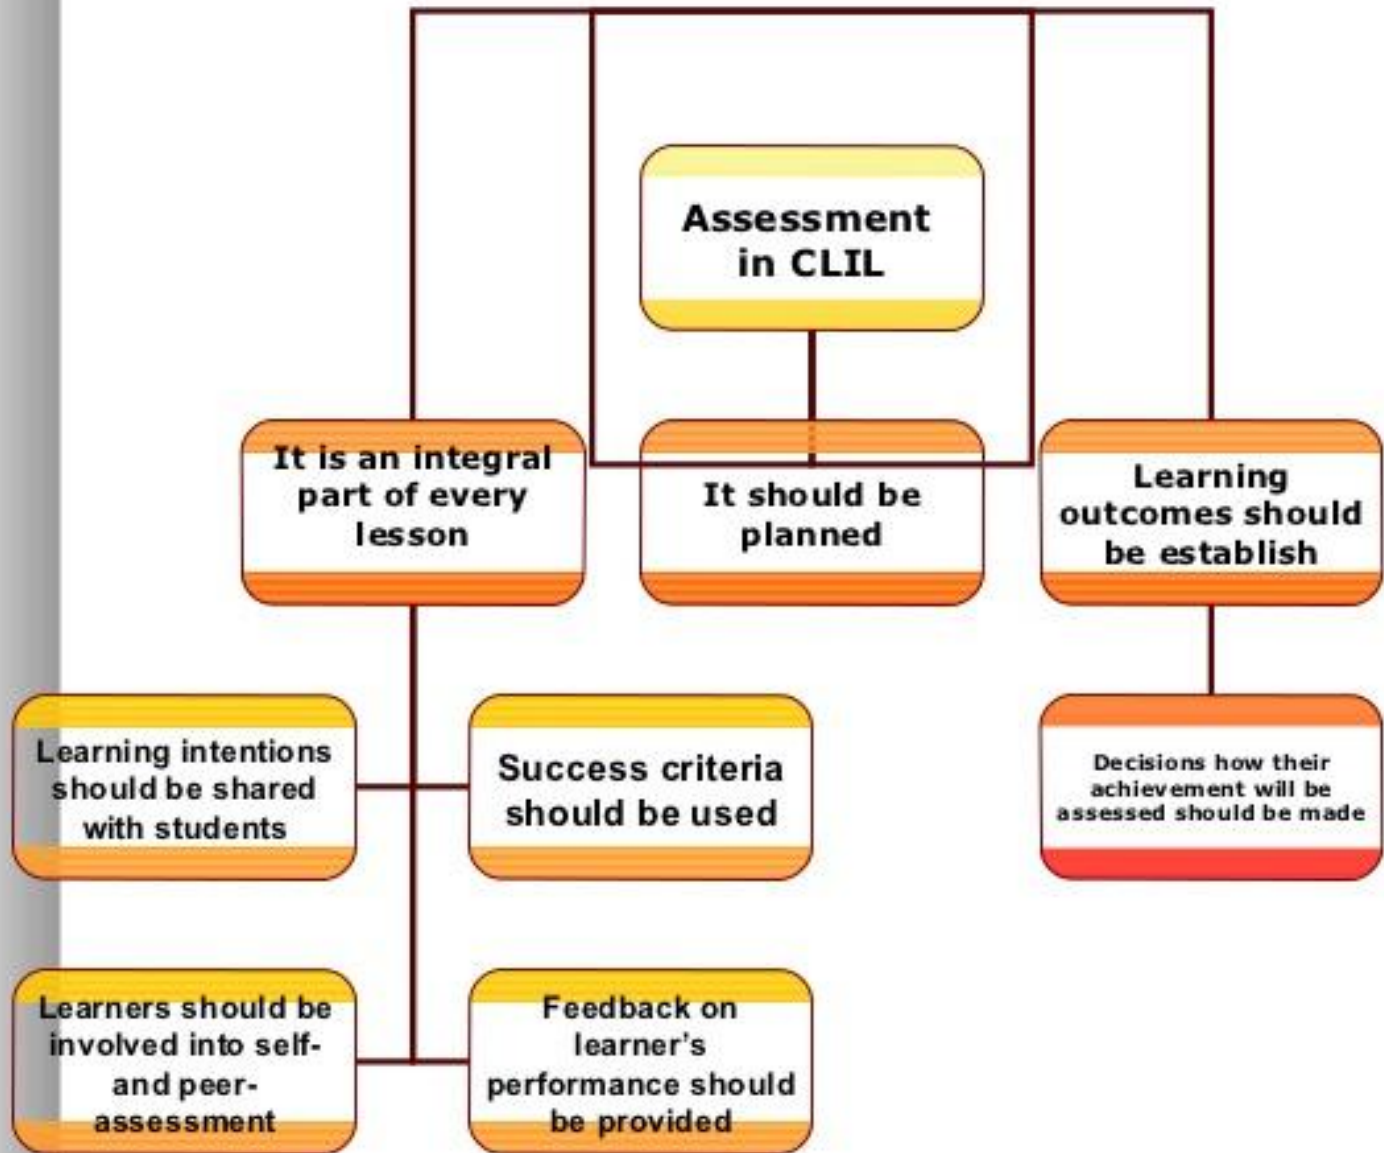 Assessment
in CLIL
It is an integral
part of every
lesson
It should be
planned
Learning
outcomes should
be establish
Learning intentions
should be shared
with students
Success criteria
should be used
Decisions how their
achievement will be
assessed should be made
Learners should be
involved into self-
and peer-
assessment
Feedback on
learner's
performance should
be provided